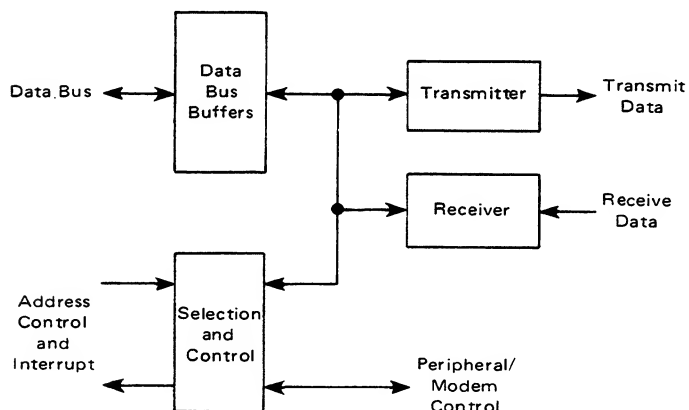 Data Bus
Data
Bus
Buffers
Transmitter
Transmit
Data
Receiver
Receive
Data
Address
Control
and
Interrupt
Selection
and
Control
Peripheral/
Modem
Control